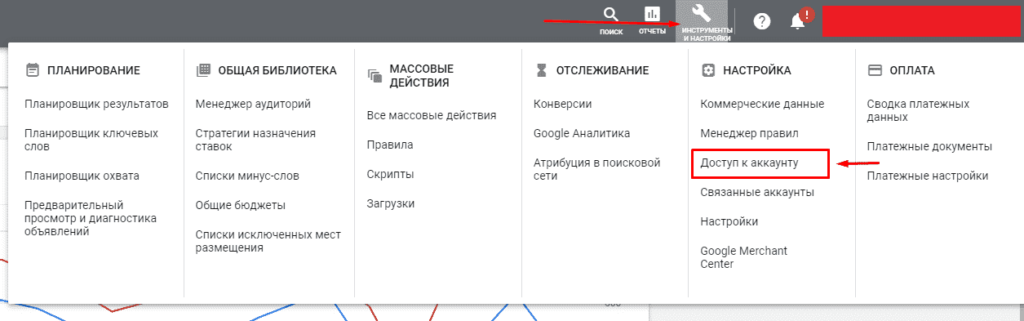 ПОИСК
ОТЧЕТЫ
ИНСТРУМЕНТЫ
И НАСТРОЙКИ
ПЛАНИРОВАНИЕ
Планировщик результатов
Планировщик ключевых
слов
Планировщик охвата
Предварительный
просмотр и диагностика
объявлений
ОБЩАЯ БИБЛИОТЕКА
Менеджер аудиторий
Стратегии назначения
ставок
Списки минус-слов
Общие бюджеты
Списки исключенных мест
размещения
МАССОВЫЕ
ДЕЙСТВИЯ
Все массовые действия
Правила
Скрипты
Загрузки
ОТСЛЕЖИВАНИЕ
Конверсии
Google Аналитика
Атрибуция в поисковой
сети
НАСТРОЙКА
Коммерческие данные
Менеджер правил
Доступ к аккаунту
Связанные аккаунты
Настройки
Google Merchant
Center
ОПЛАТА
Сводка платежных
данных
Платежные документы
Платежные настройки